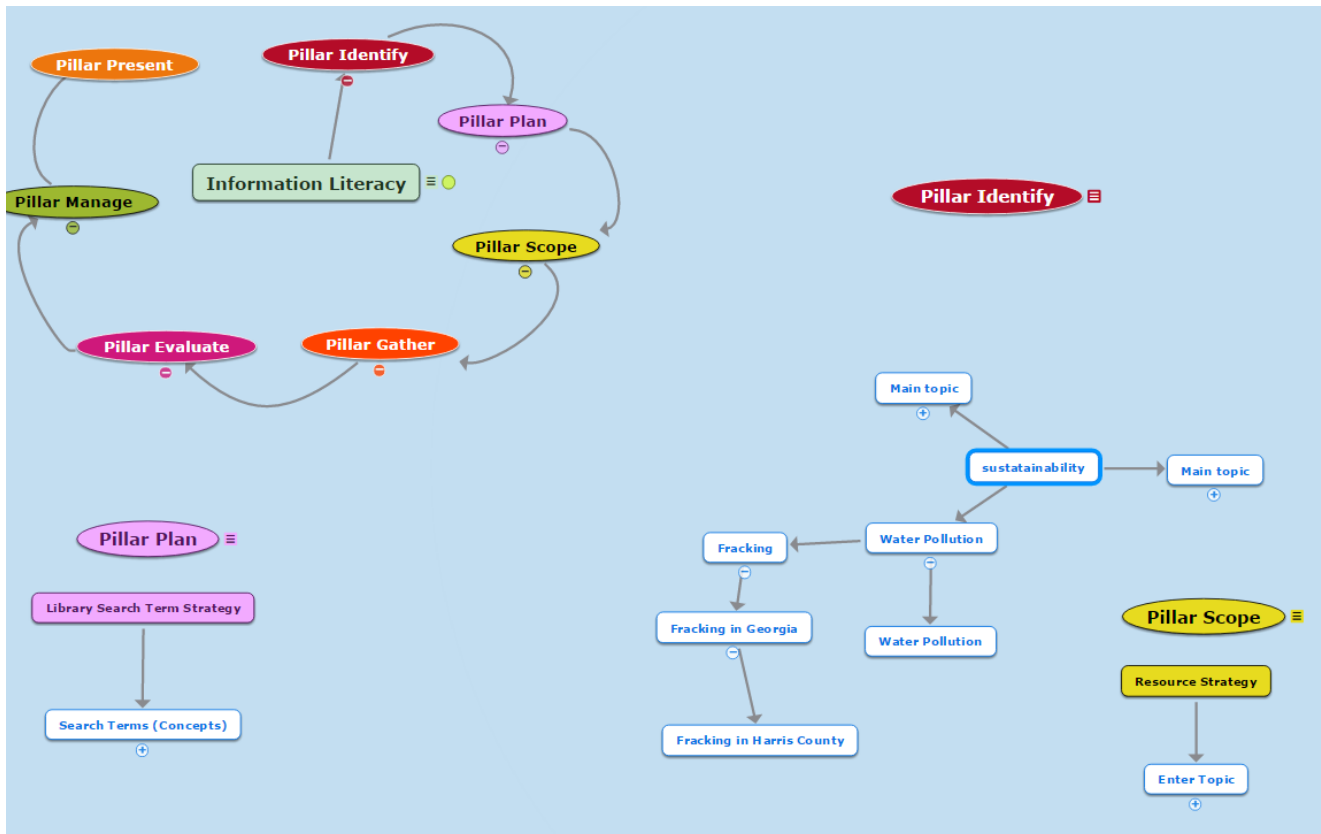 Pillar Present
Pillar Identify
Pillar Plan
Information Literacy
Pillar Manage
Pillar Scope
Pillar Evaluate
Pillar Gather
Pillar Identify
Main topic
sustatainability
Main topic
Water Pollution
Fracking
Fracking in Georgia
Water Pollution
Fracking in Harris County
Pillar Plan
Library Search Term Strategy
Search Terms (Concepts)
Pillar Scope
Resource Strategy
Enter Topic